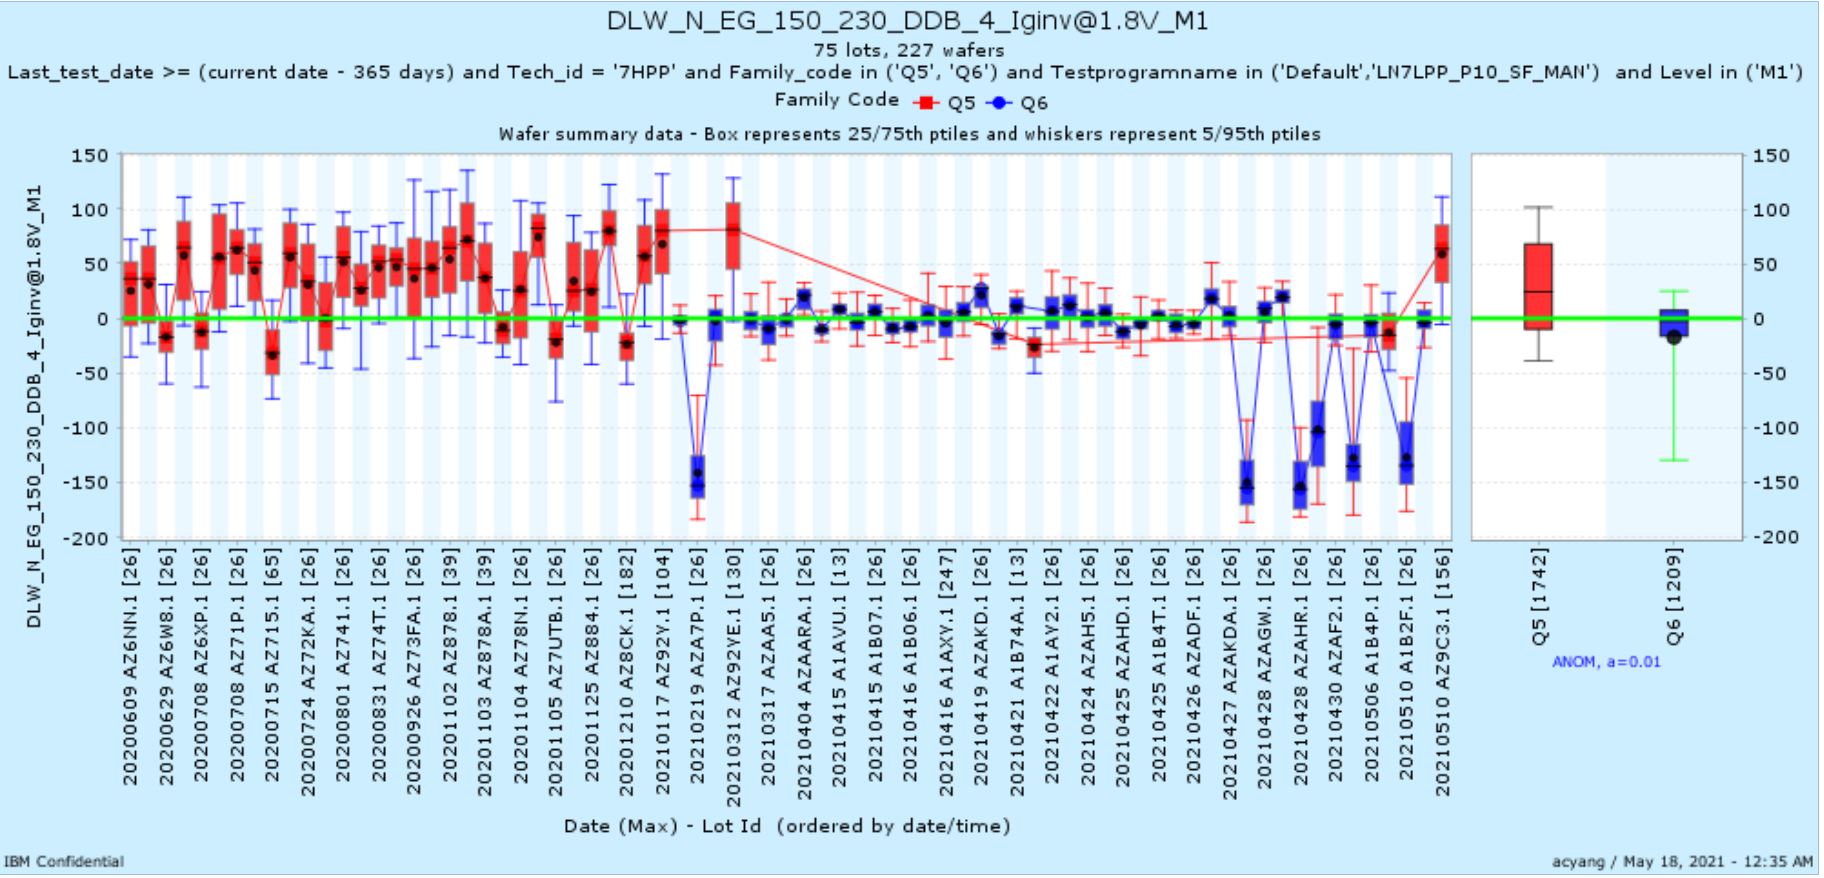 DLW_N_EG_150_230_DDB_4_Iginv@1.8V_M1
75 lots, 227 wafers
Last_test_date >= (current date - 365 days) and Tech_id = '7HPP' and Family_code in ('Q5', 'Q6') and Testprogramname in ('Default','LN7LPP_P10_SF_MAN') and Level in ('M1')
Family Code Q5 Q6
Wafer summary data - Box represents 25/75th ptiles and whiskers represent 5/95th ptiles
DLW_N_EG_150_230_DDB_4_Iginv@1.8V_M1
150
100
50
0
-50
-100
-150
-200
150
100
50
0
-50
-100
-150
-200
20200609 AZ6NN.1 [26]
20200629 AZ6W8.1 [26]
20200708 AZ6XP.1 [26]
20200708 AZ71P.1 [26]
20200715 AZ715.1 [65]
20200724 AZ72KA.1 [26]
20200801 AZ741.1 [26]
20200831 AZ74T.1 [26]
20200926 AZ73FA.1 [26]
20201102 AZ878.1 [39]
20201103 AZ878A.1 [39]
20201104 AZ78N.1 [26]
20201105 AZ7UTB.1 [26]
20201125 AZ884.1 [26]
20201210 AZ8CK.1 [182]
20210117 AZ92Y.1 [104]
20210219 AZA7P.1 [26]
20210312 AZ92YE.1 [130]
20210317 AZAA5.1 [26]
20210404 AZAARA.1 [26]
20210415 A1AVU.1 [13]
20210415 A1B07.1 [26]
20210416 A1B06.1 [26]
20210416 A1AXY.1 [247]
20210419 AZAKD.1 [26]
20210421 A1B74A.1 [13]
20210422 A1AY2.1 [26]
20210424 AZAH5.1 [26]
20210425 AZAHD.1 [26]
20210425 A1B4T.1 [26]
20210426 AZADF.1 [26]
20210427 AZAKDA.1 [26]
20210428 AZAGW.1 [26]
20210428 AZAHR.1 [26]
20210430 AZAF2.1 [26]
20210506 A1B4P.1 [26]
20210510 A1B2F.1 [26]
20210510 AZ9C3.1 [156]
Q5 [1742]
Q6 [1209]
ANOM, a=0.01
Date (Max) - Lot Id (ordered by date/time)
IBM Confidential
acyang / May 18, 2021 - 12:35 AM